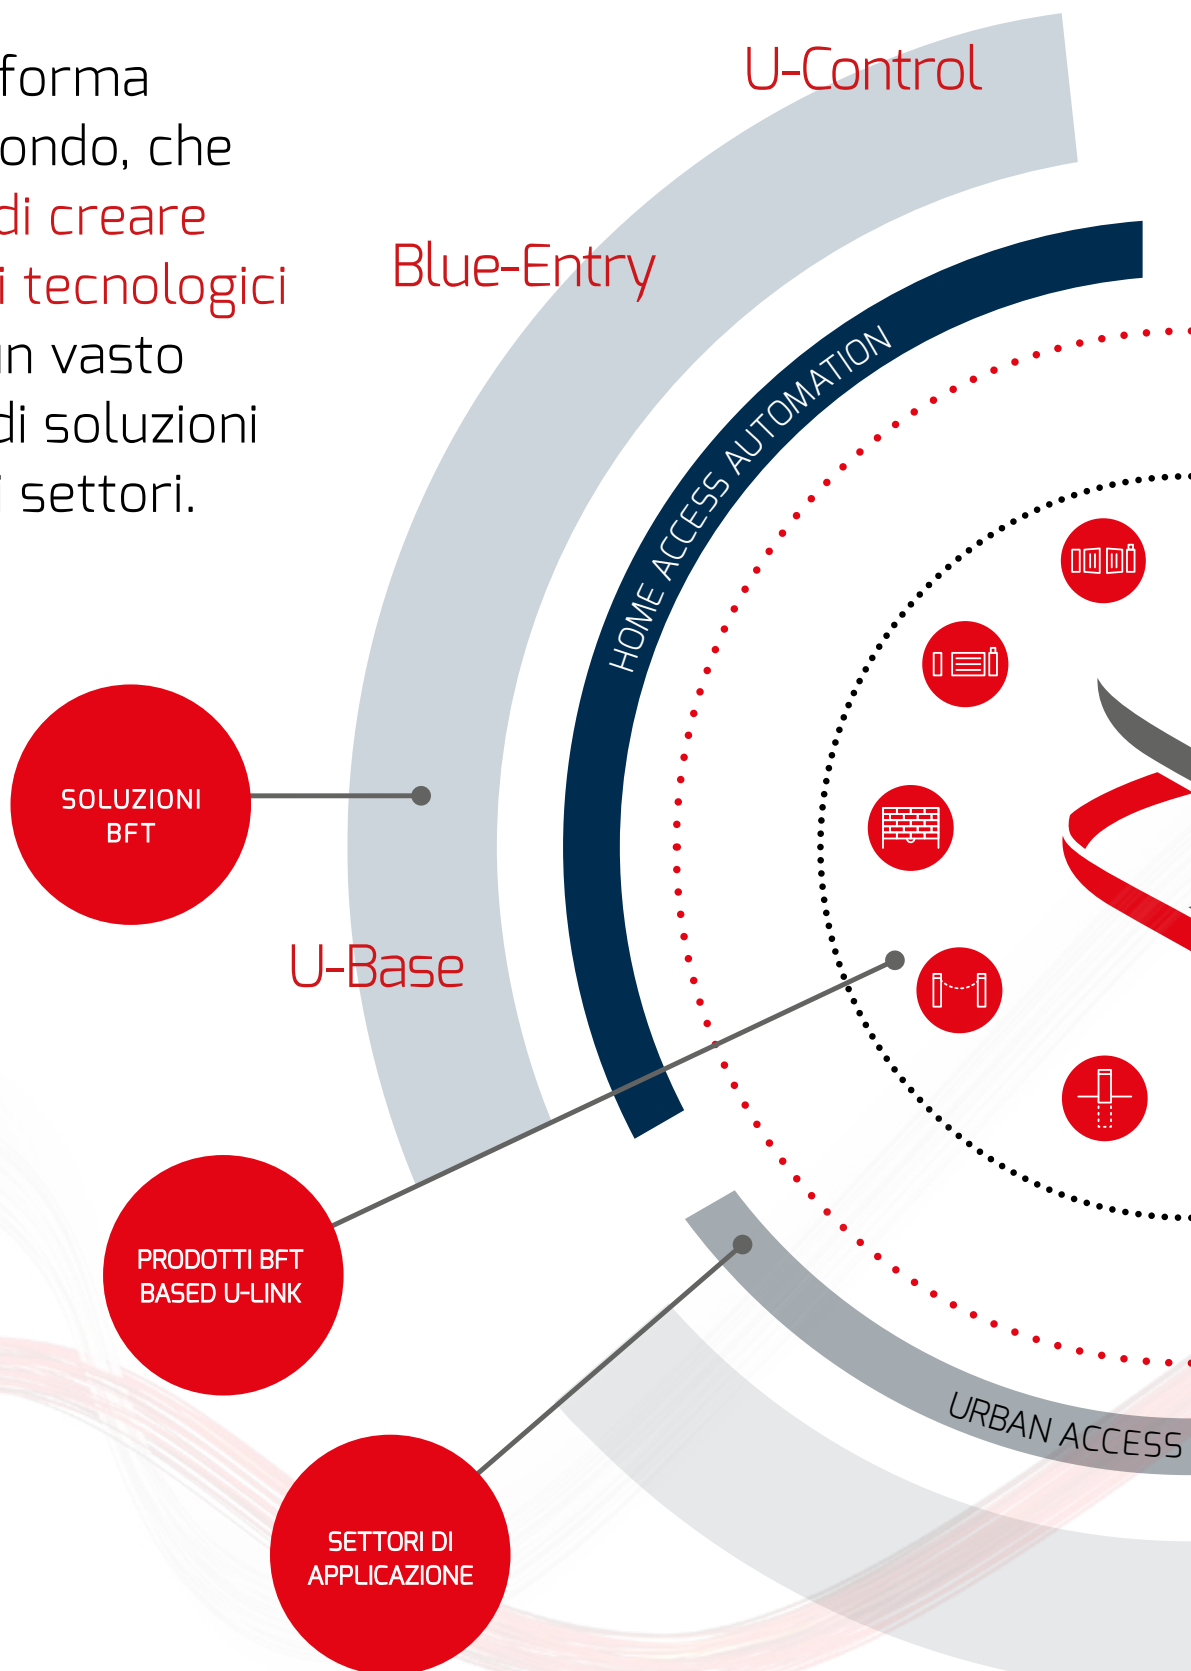 forma
ondo, che
di creare
i tecnologici
un vasto
di soluzioni
i settori.
U-Control
Blue-Entry
HOME ACCESS AUTOMATION
SOLUZIONI
BFT
U-Base
PRODOTTI BFT
BASED U-LINK
URBAN ACCESS
SETTORI DI
APPLICAZIONE